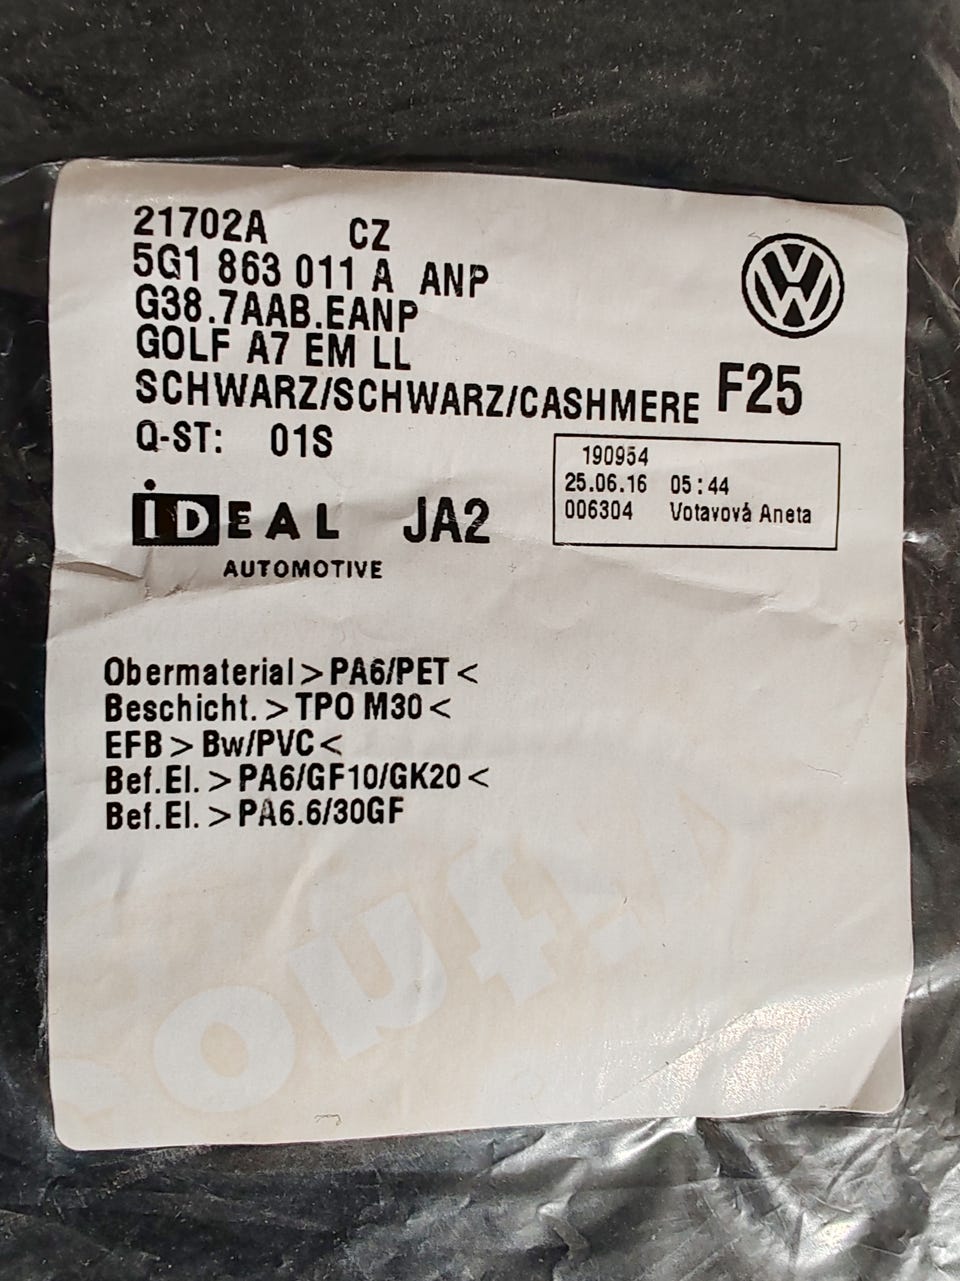 21702A CZ
5G1 863 011 A ANP
G38.7AAB.EANP
GOLF A7 EM LL
SCHWARZ/SCHWARZ/CASHMERE F25
Q-ST: 01S
190954
25.06.16 05:44
006304 Votavová Aneta
IDEAL JA2
AUTOMOTIVE
Obermaterial>PA6/PET<
Beschicht.>TPO M30<
EFB>Bw/PVC<
Bef.El.>PA6/GF10/GK20<
Bef.El.>PA6.6/30GF